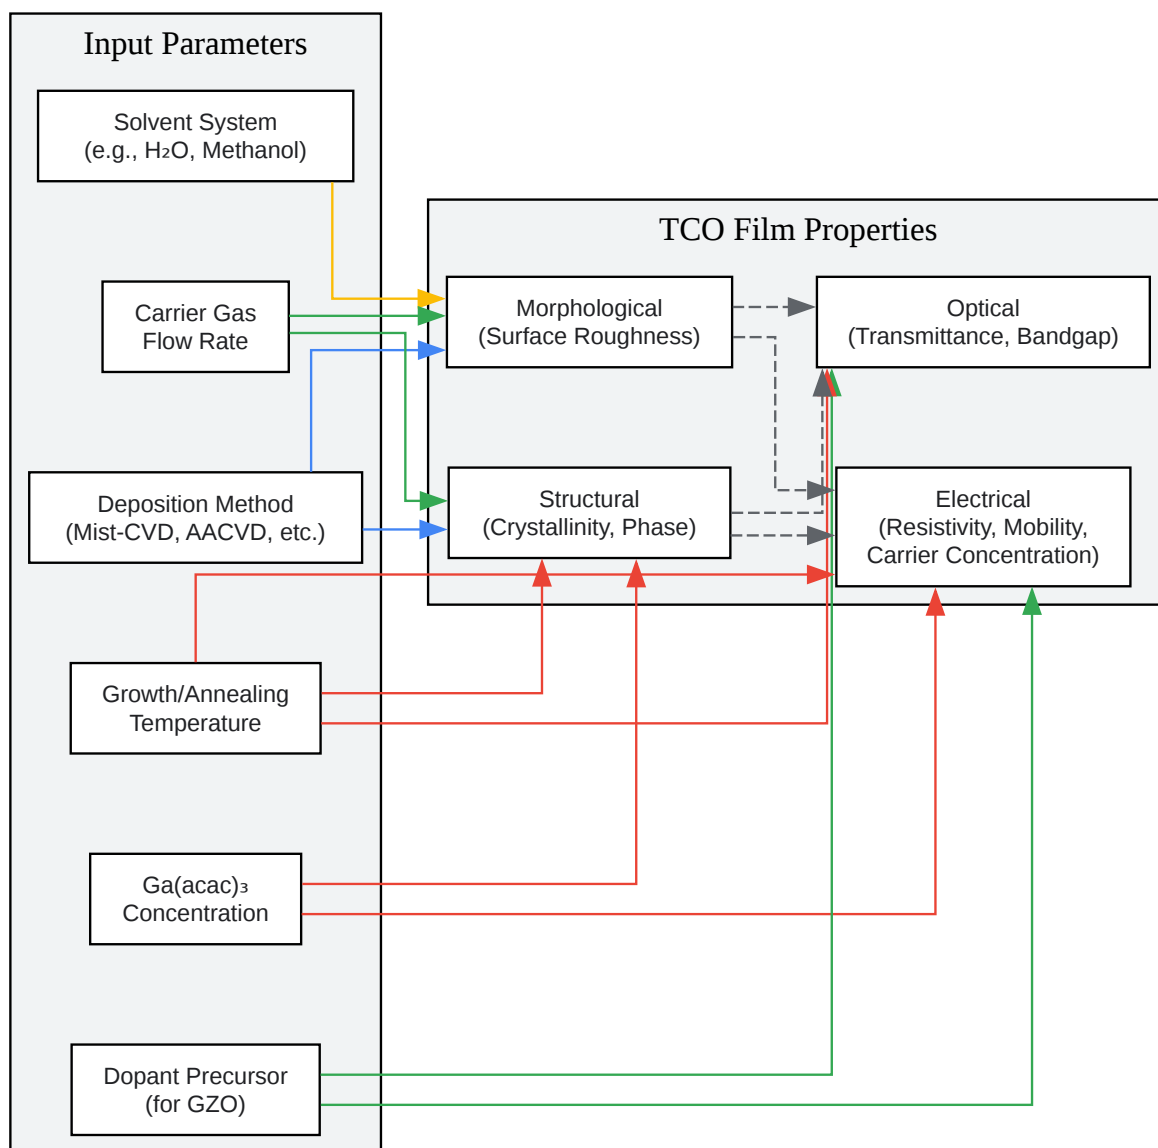 Input Parameters
Solvent System
(e.g., H₂O, Methanol)
Carrier Gas
Flow Rate
Deposition Method
(Mist-CVD, AACVD, etc.)
Growth/Annealing
Temperature
Ga(acac)₃
Concentration
Dopant Precursor
(for GZO)
TCO Film Properties
Morphological
(Surface Roughness)
Optical
(Transmittance, Bandgap)
Structural
(Crystallinity, Phase)
Electrical
(Resistivity, Mobility,
Carrier Concentration)